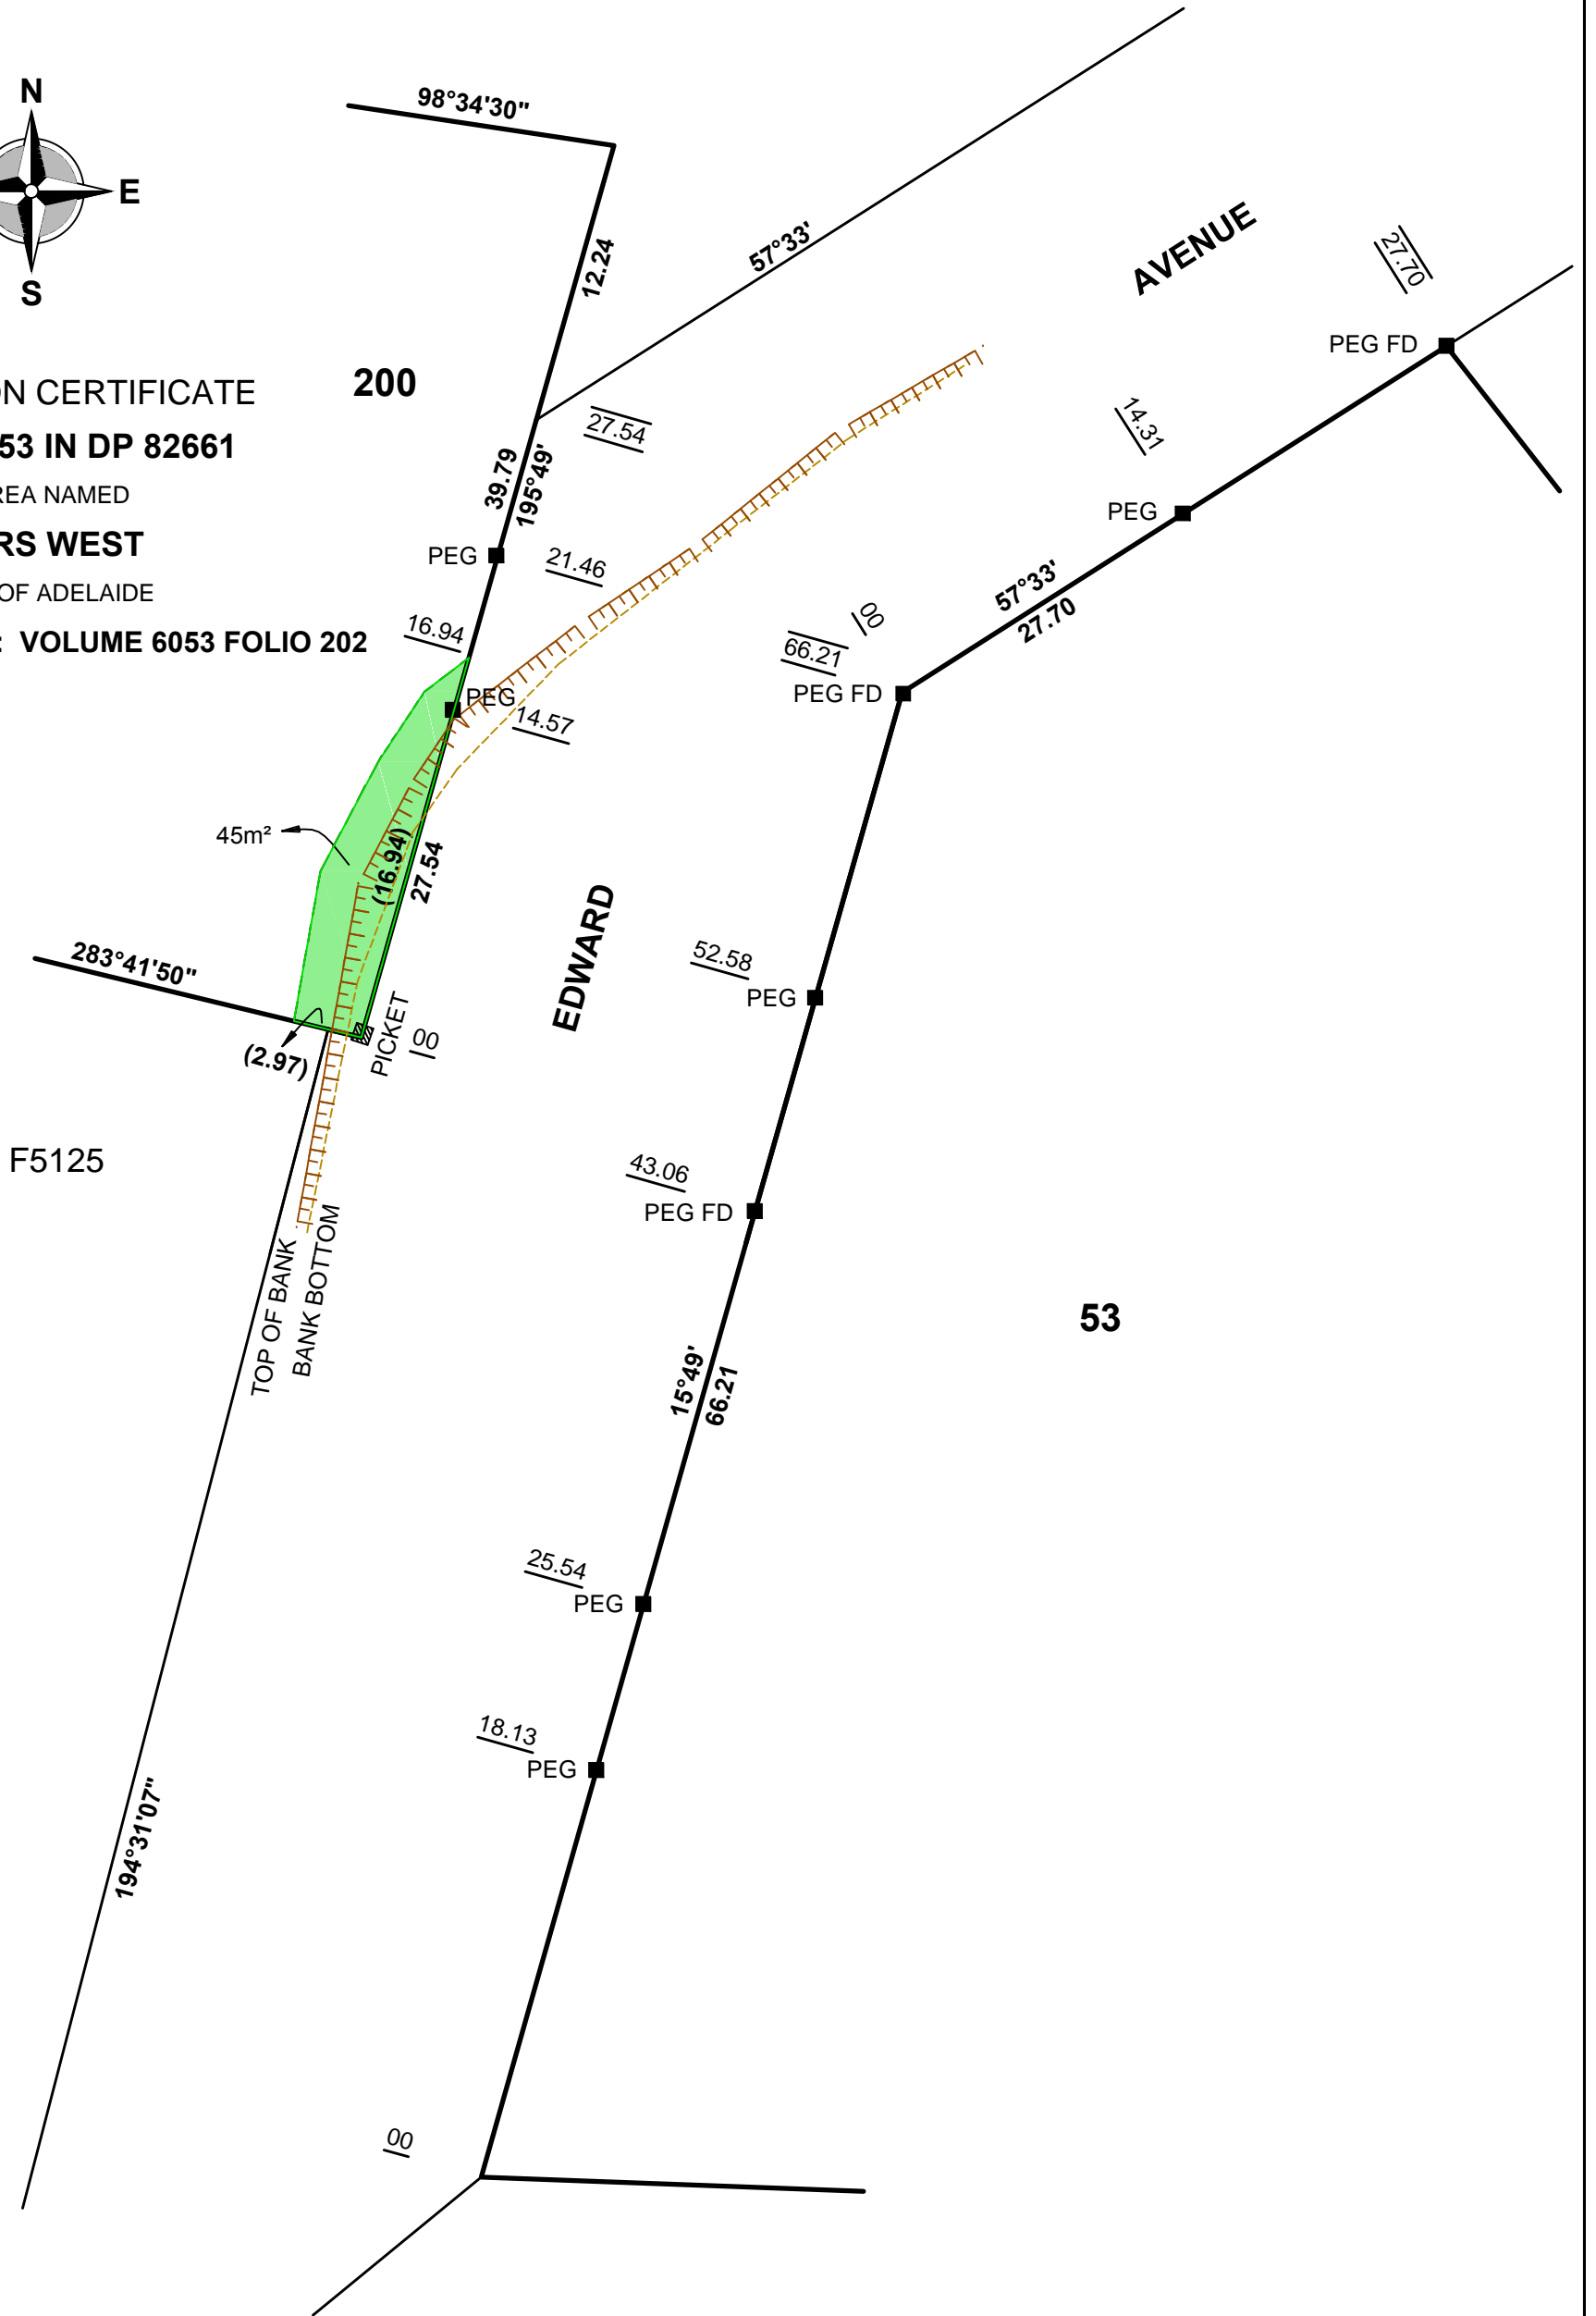 N
E
S
98°34'30"
12.24
57°33'
AVENUE
27.70
PEG FD
ON CERTIFICATE
200
53 IN DP 82661
REA NAMED
RS WEST
OF ADELAIDE
: VOLUME 6053 FOLIO 202
27.54
39.79
195°49'
14.31
PEG
PEG
21.46
16.94
57°33'
27.70
00
66.21
PEG FD
PEG
14.57
45m²
(16.94)
27.54
EDWARD
283°41'50"
52.58
PEG
PICKET
00
(2.97)
F5125
43.06
PEG FD
TOP OF BANK
BANK BOTTOM
53
15°49'
66.21
25.54
PEG
18.13
PEG
194°31'07"
00